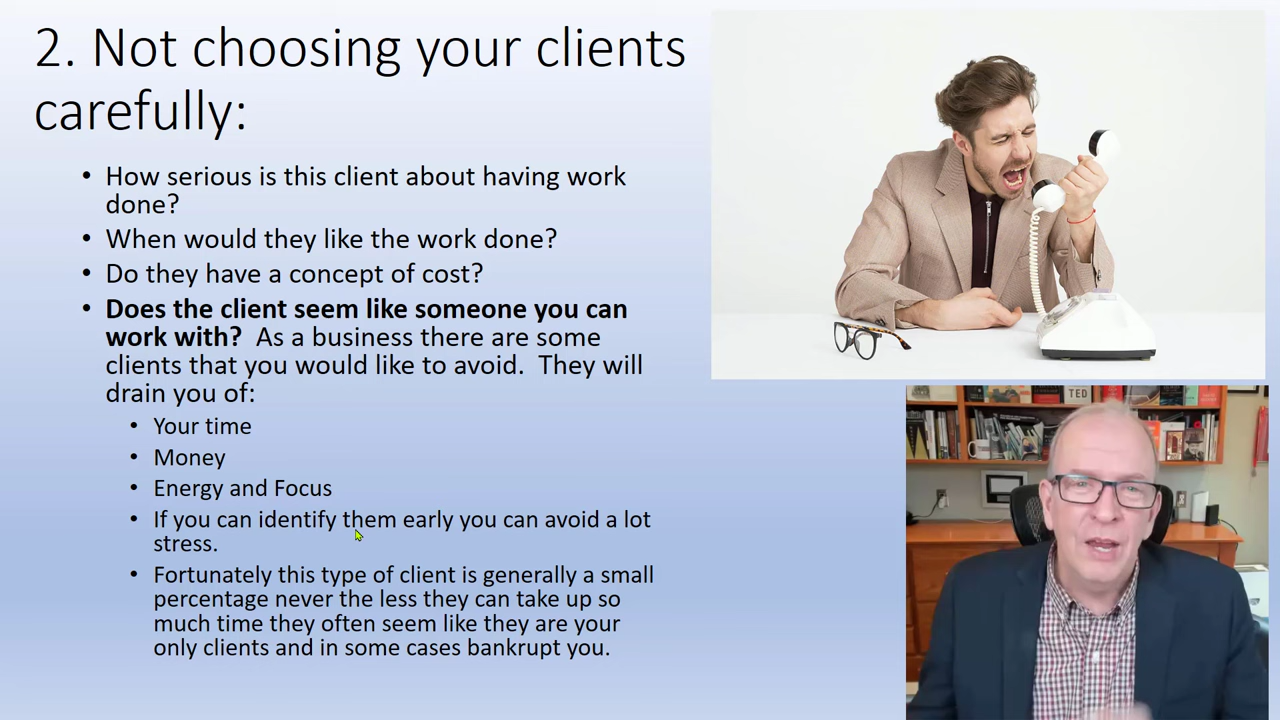 2. Not choosing your clients
carefully:
• How serious is this client about having work
done?
• When would they like the work done?
• Do they have a concept of cost?
• Does the client seem like someone you can
work with?  As a business there are some
clients that you would like to avoid.  They will
drain you of:
• Your time
• Money
• Energy and Focus
• If you can identify them early you can avoid a lot
stress.
• Fortunately this type of client is generally a small
percentage never the less they can take up so
much time they often seem like they are your
only clients and in some cases bankrupt you.
TED